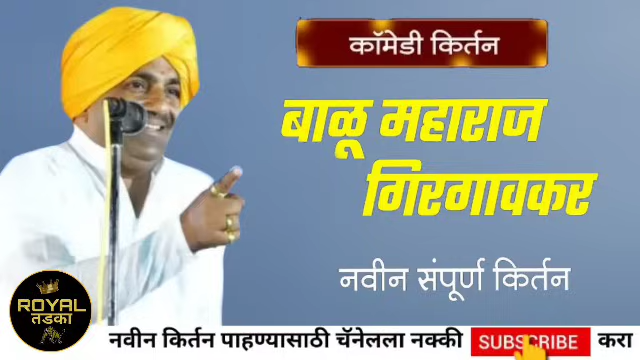 कॉमेडी किर्तन
बाळू महाराज
गिरगावकर
नवीन संपूर्ण किर्तन
ROYAL
तडका
नवीन किर्तन पाहण्यासाठी चॅनेलला नक्की SUBSCRIBE करा